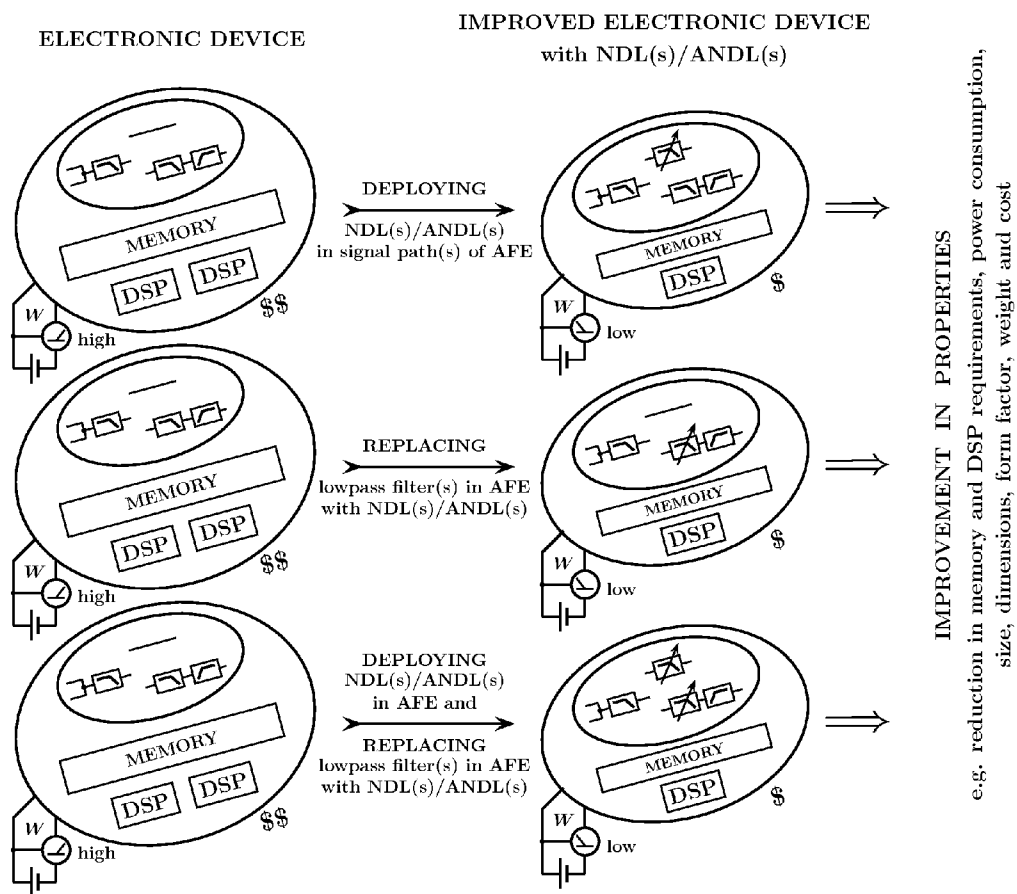 ELECTRONIC DEVICE
IMPROVED ELECTRONIC DEVICE
with NDL(s)/ANDL(s)
MEMORY
DSP DSP
$$
W
high
DEPLOYING
NDL(s)/ANDL(s)
in signal path(s) of AFE
MEMORY
DSP
$
W
low
MEMORY
DSP DSP
$$
W
high
REPLACING
lowpass filter(s) in AFE
with NDL(s)/ANDL(s)
MEMORY
DSP
$
W
low
MEMORY
DSP DSP
$$
W
high
DEPLOYING
NDL(s)/ANDL(s)
in AFE and
REPLACING
lowpass filter(s) in AFE
with NDL(s)/ANDL(s)
MEMORY
DSP
$
W
low
IMPROVEMENT IN PROPERTIES
e.g. reduction in memory and DSP requirements, power consumption,
size, dimensions, form factor, weight and cost